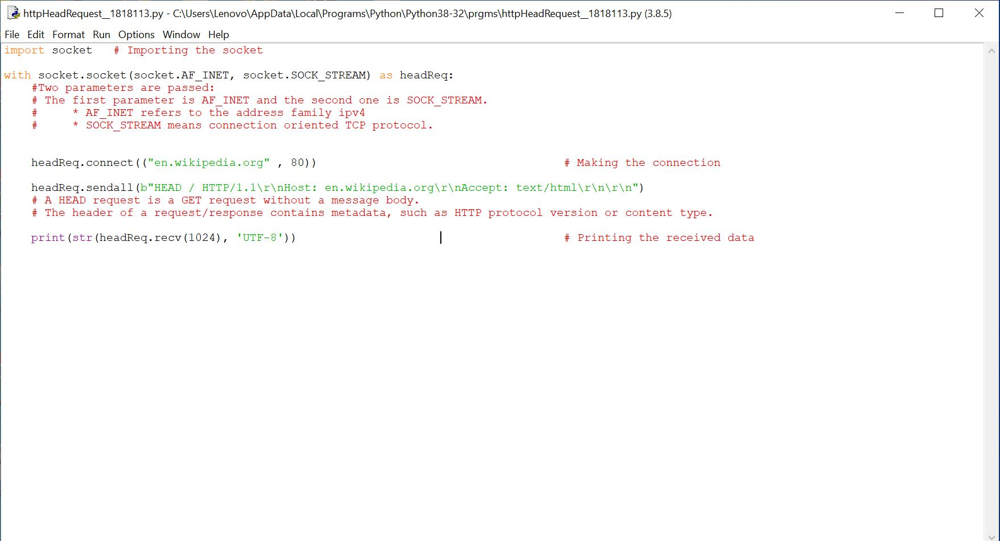 httpHeadRequest__1818113.py - C:\Users\Lenovo\AppData\Local\Programs\Python\Python38-32\prgms\httpHeadRequest__1818113.py (3.8.5)
File Edit Format Run Options Window Help
import socket   # Importing the socket
with socket.socket(socket.AF_INET, socket.SOCK_STREAM) as headReq:
    #Two parameters are passed:
    # The first parameter is AF_INET and the second one is SOCK_STREAM.
    #     * AF_INET refers to the address family ipv4
    #     * SOCK_STREAM means connection oriented TCP protocol.
    headReq.connect(("en.wikipedia.org" , 80))                                    # Making the connection
    headReq.sendall(b"HEAD / HTTP/1.1\r\nHost: en.wikipedia.org\r\nAccept: text/html\r\n\r\n")
    # A HEAD request is a GET request without a message body.
    # The header of a request/response contains metadata, such as HTTP protocol version or content type.
    print(str(headReq.recv(1024), 'UTF-8'))                                       # Printing the received data